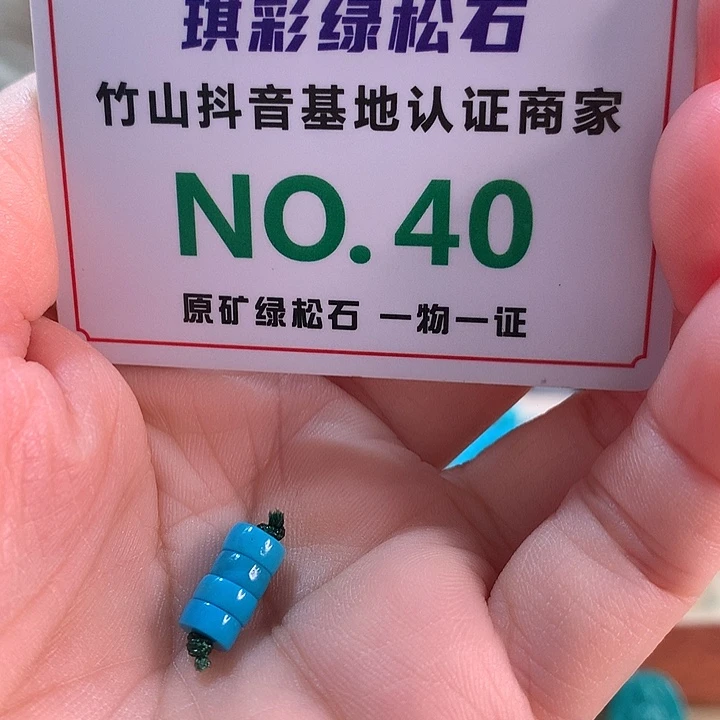 琪彩绿松石
竹山抖音基地认证商家
NO.40
原矿绿松石 一物一证